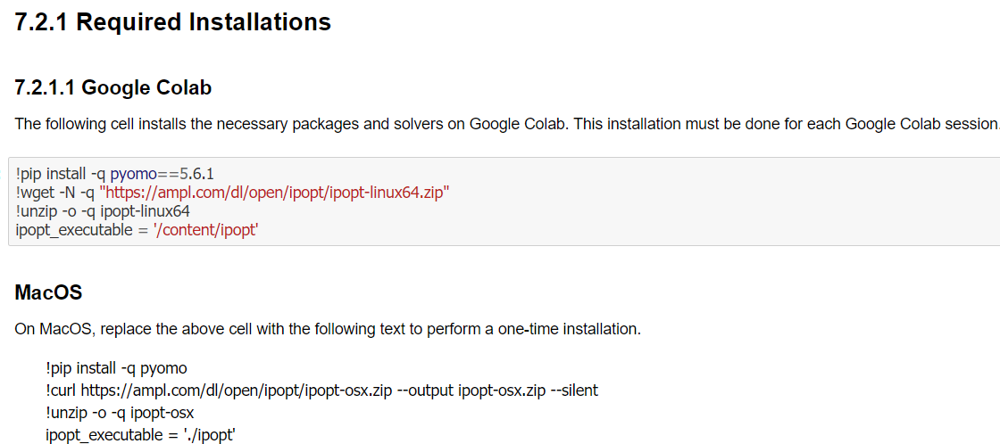 7.2.1 Required Installations
7.2.1.1 Google Colab
The following cell installs the necessary packages and solvers on Google Colab. This installation must be done for each Google Colab session.
!pip install -q pyomo==5.6.1
!wget -N -q "https://ampl.com/dl/open/ipopt/ipopt-linux64.zip"
!unzip -o -q ipopt-linux64
ipopt_executable = '/content/ipopt'
MacOS
On MacOS, replace the above cell with the following text to perform a one-time installation.
!pip install -q pyomo
!curl https://ampl.com/dl/open/ipopt/ipopt-osx.zip --output ipopt-osx.zip --silent
!unzip -o -q ipopt-osx
ipopt_executable = './ipopt'